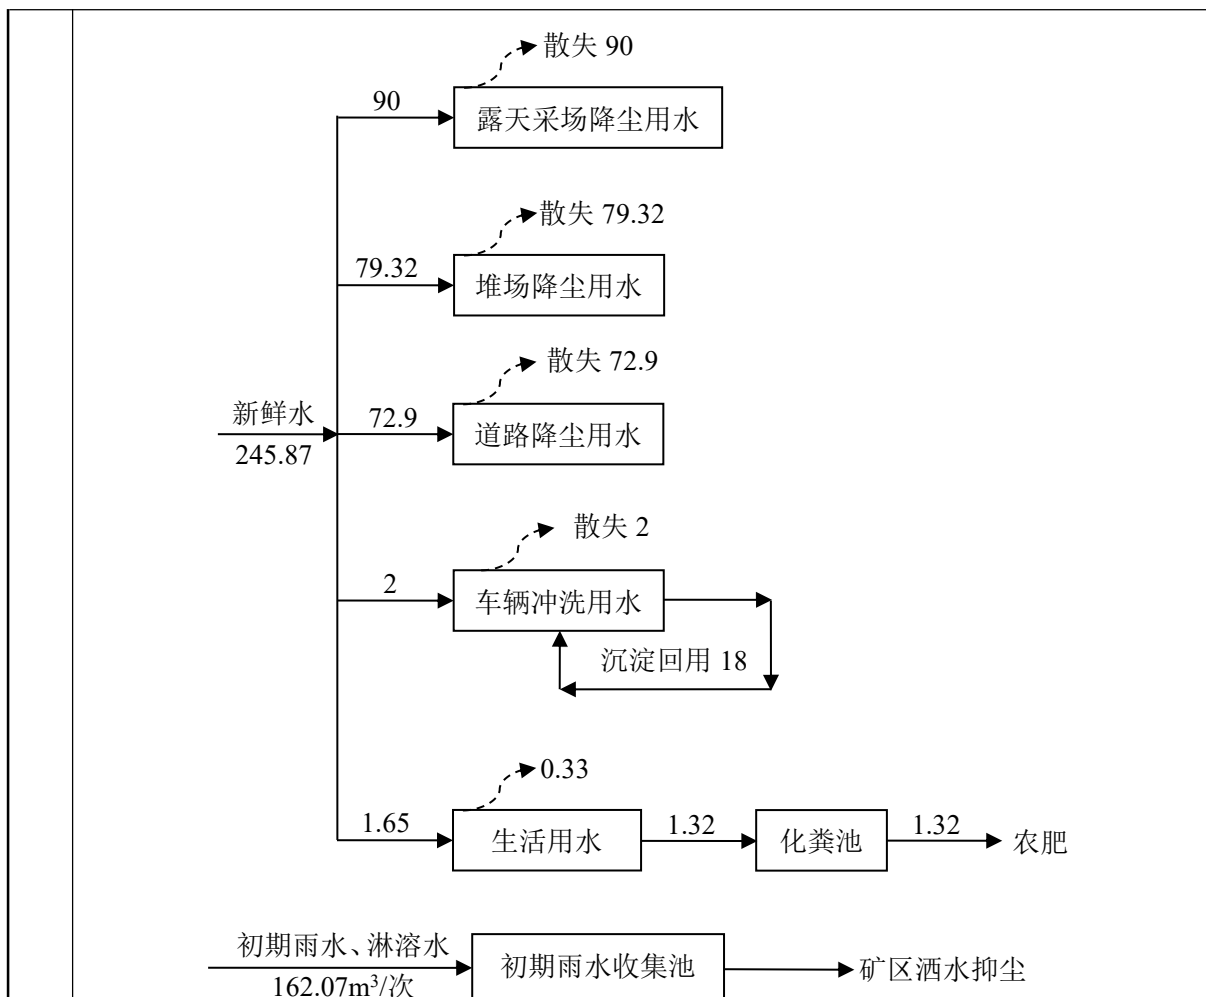 散失 90
90
露天采场降尘用水
散失 79.32
79.32
堆场降尘用水
散失 72.9
新鲜水
72.9
245.87
道路降尘用水
散失 2
2
车辆冲洗用水
沉淀回用 18
0.33
1.65
生活用水
1.32
化粪池
1.32
农肥
初期雨水、淋溶水
162.07m³/次
初期雨水收集池
矿区洒水抑尘